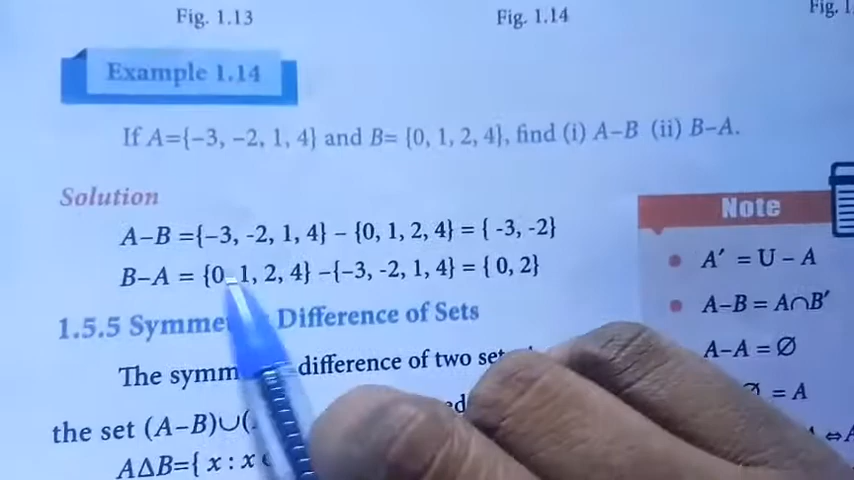 Fig. 1.13
Fig. 1.14
Fig. 1
Example 1.14
If A={−3, −2, 1, 4} and B= {0, 1, 2, 4}, find (i) A−B (ii) B−A.
Solution
A−B ={−3, -2, 1, 4} − {0, 1, 2, 4} = { -3, -2}
B−A = {0, 1, 2, 4} −{−3, -2, 1, 4} = { 0, 2}
1.5.5 Symme Difference of Sets
The symm difference of two set
the set (A−B)∪(
A∆B={ x : x
Note
A′ = U − A
A−B = A∩B′
A−A = ∅
= A